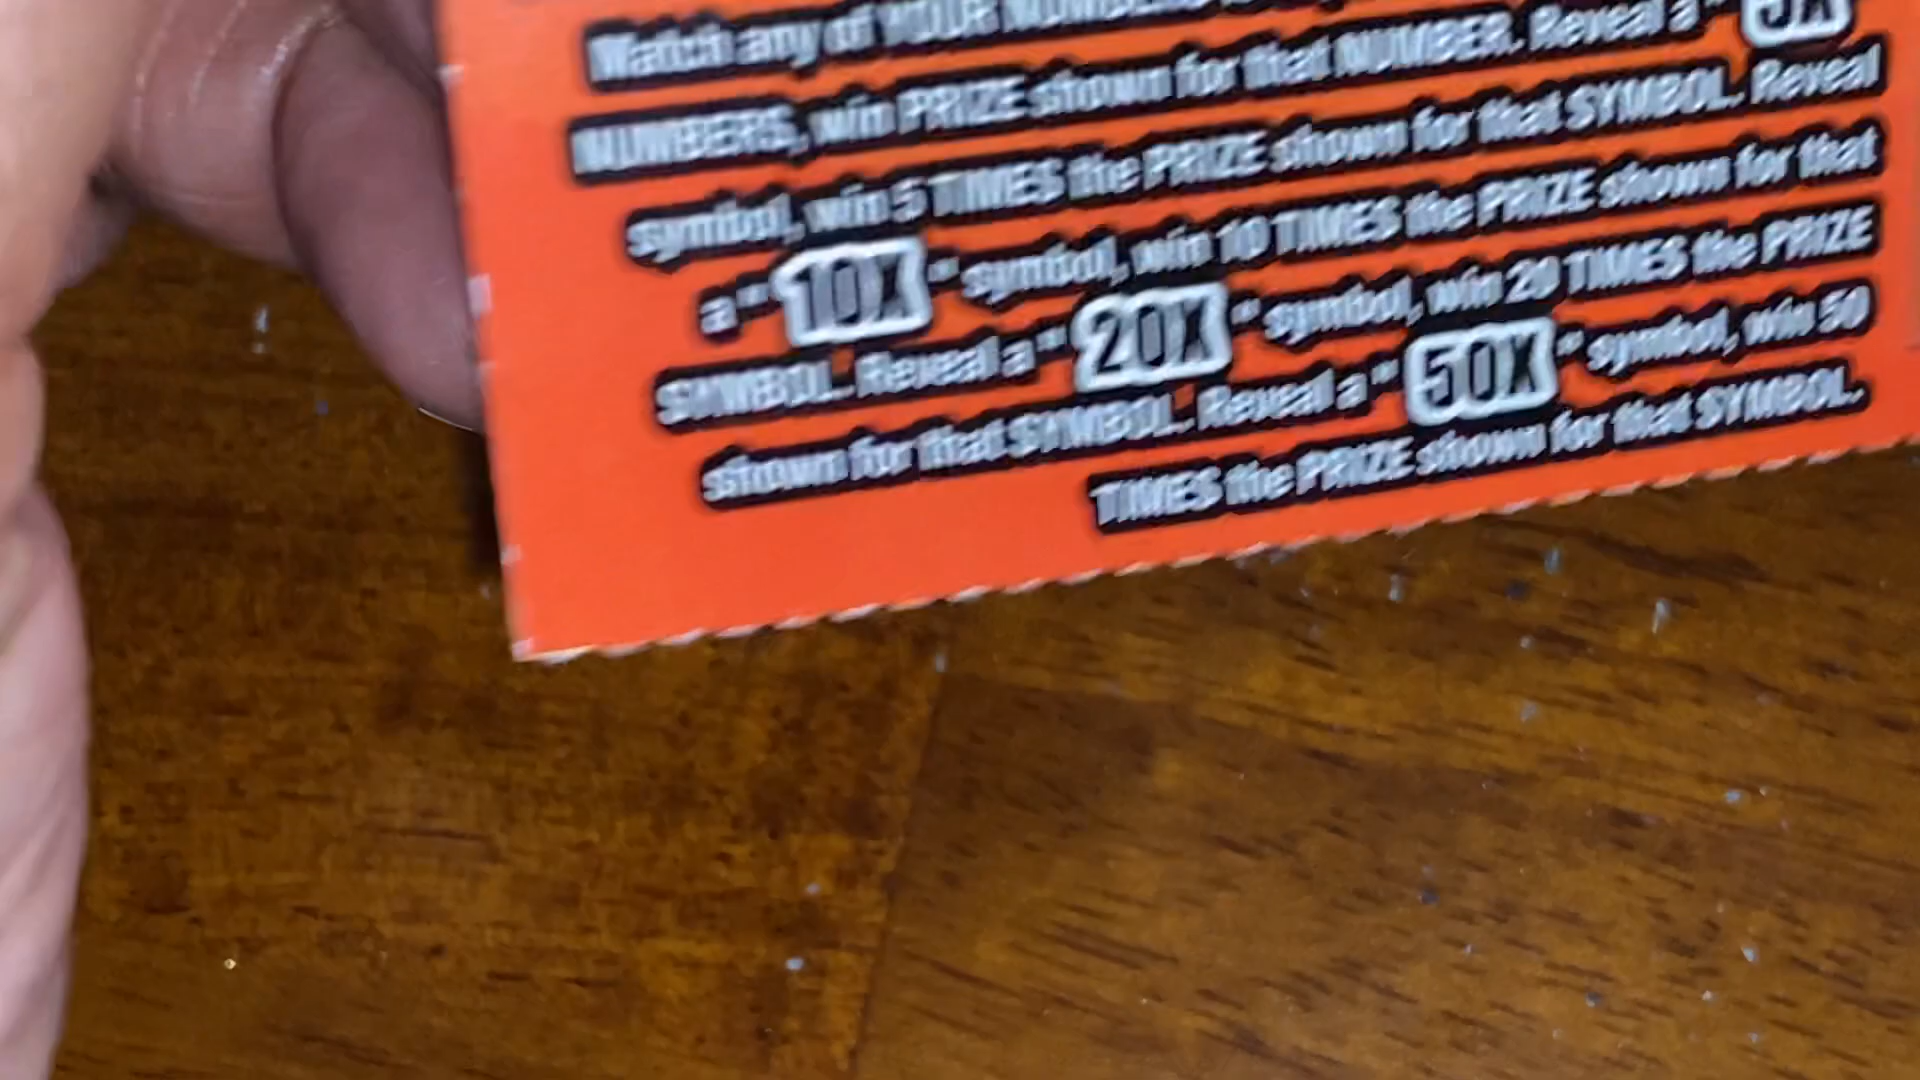 Match any of YOUR NUMBERS
NUMBERS, win PRIZE shown for that NUMBER. Reveal a "5X"
symbol, win 5 TIMES the PRIZE shown for that SYMBOL. Reveal
a "10X" symbol, win 10 TIMES the PRIZE shown for that
SYMBOL. Reveal a "20X" symbol, win 20 TIMES the PRIZE
shown for that SYMBOL. Reveal a "50X" symbol, win 50
TIMES the PRIZE shown for that SYMBOL.